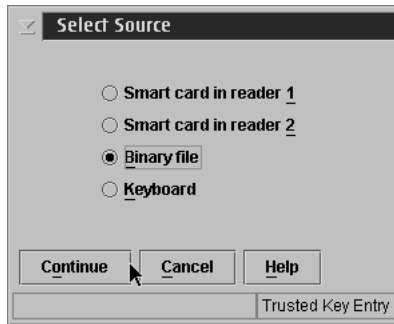 Select Source
Smart card in reader 1
Smart card in reader 2
Binary file
Keyboard
Continue Cancel Help
Trusted Key Entry